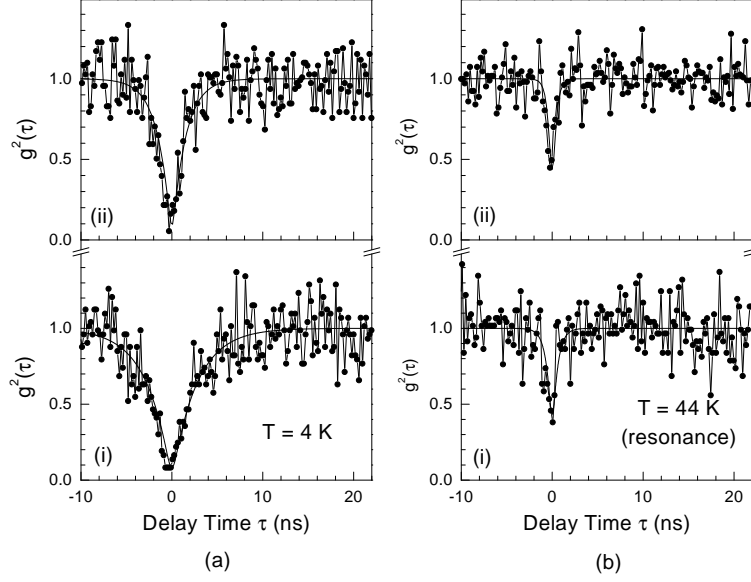 1.0
0.5
0.0
g²(τ)
(ii)
1.0
0.5
0.0
g²(τ)
(ii)
1.0
0.5
0.0
g²(τ)
(i)
T = 4 K
-10 0 10 20
Delay Time τ (ns)
(a)
1.0
0.5
0.0
g²(τ)
(i)
T = 44 K
(resonance)
-10 0 10 20
Delay Time τ (ns)
(b)